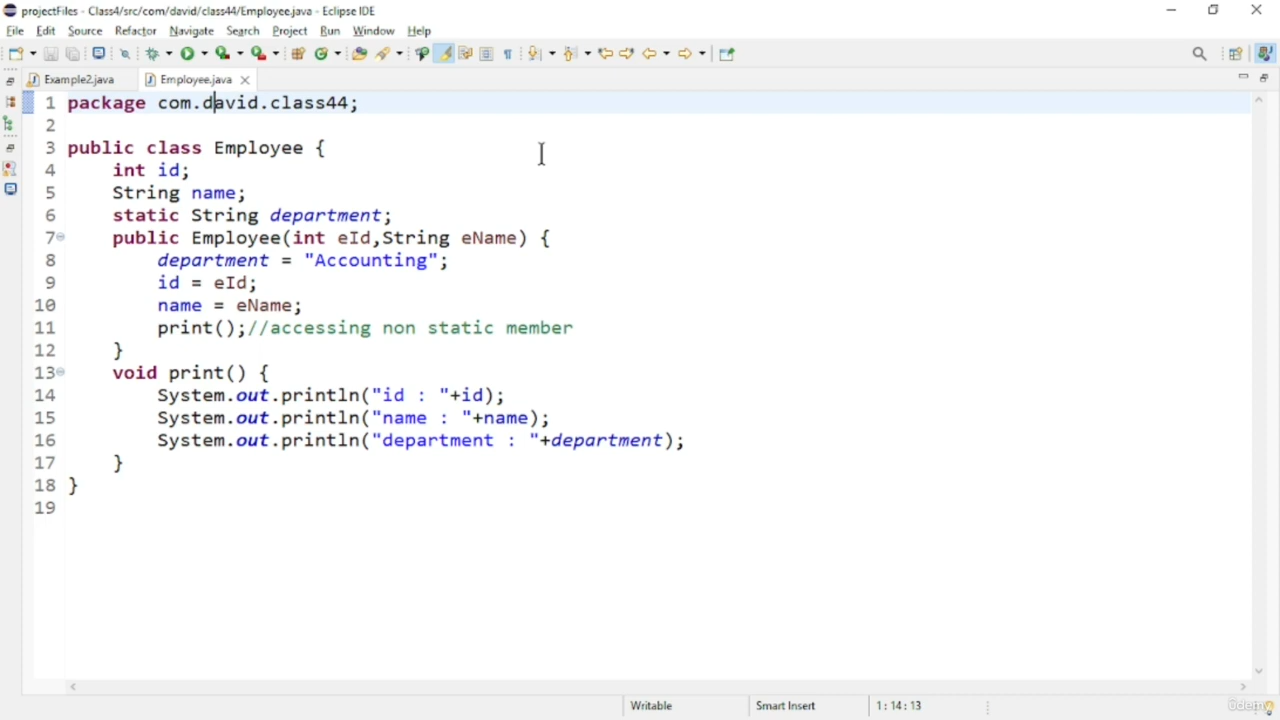 projectFiles - Class4/src/com/david/class44/Employee.java - Eclipse IDE
File Edit Source Refactor Navigate Search Project Run Window Help
Example2.java Employee.java
1 package com.david.class44;
2
3 public class Employee {
4 int id;
5 String name;
6 static String department;
7 public Employee(int eId,String eName) {
8 department = "Accounting";
9 id = eId;
10 name = eName;
11 print();//accessing non static member
12 }
13 void print() {
14 System.out.println("id : "+id);
15 System.out.println("name : "+name);
16 System.out.println("department : "+department);
17 }
18 }
19
Writable Smart Insert 1 : 14 : 13
ûdemy